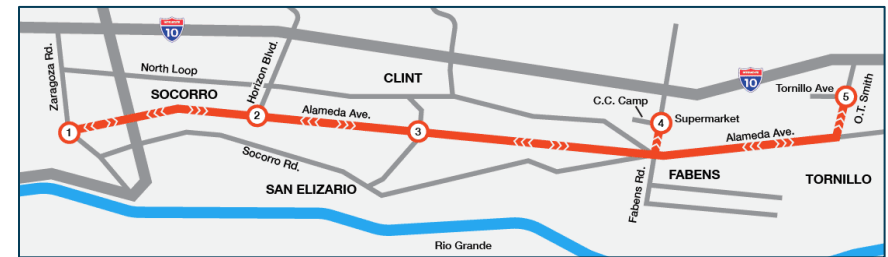 10
Zaragoza Rd.
North Loop
Horizon Blvd.
CLINT
10
Tornillo Ave
5
O.T. Smith
SOCORRO
C.C. Camp
4
Supermarket
1
2
Alameda Ave.
3
Alameda Ave.
Socorro Rd.
SAN ELIZARIO
Fabens Rd.
FABENS
TORNILLO
Rio Grande